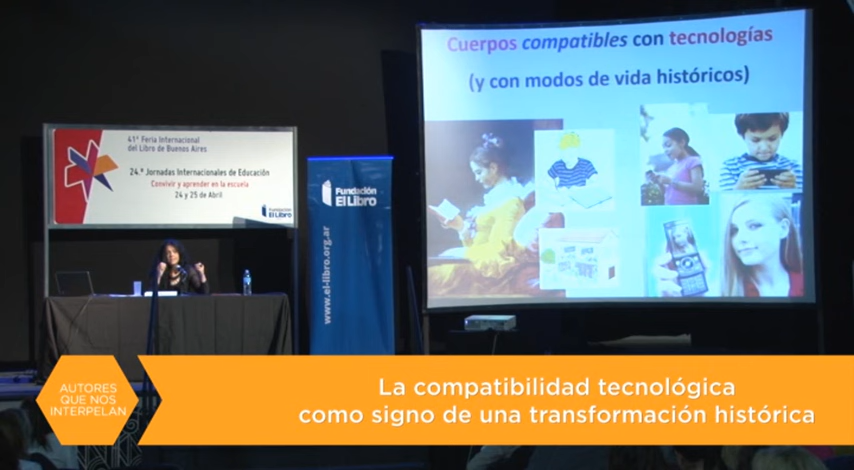 Cuerpos compatibles con tecnologías
(y con modos de vida históricos)
41ª Feria Internacional
del Libro de Buenos Aires
24.º Jornadas Internacionales de Educación
Convivir y aprender en la escuela
24 y 25 de Abril
EL LIBRO
Fundación
El Libro
www.el-libro.org.ar
AUTORES
QUE NOS
INTERPELAN
La compatibilidad tecnológica
como signo de una transformación histórica